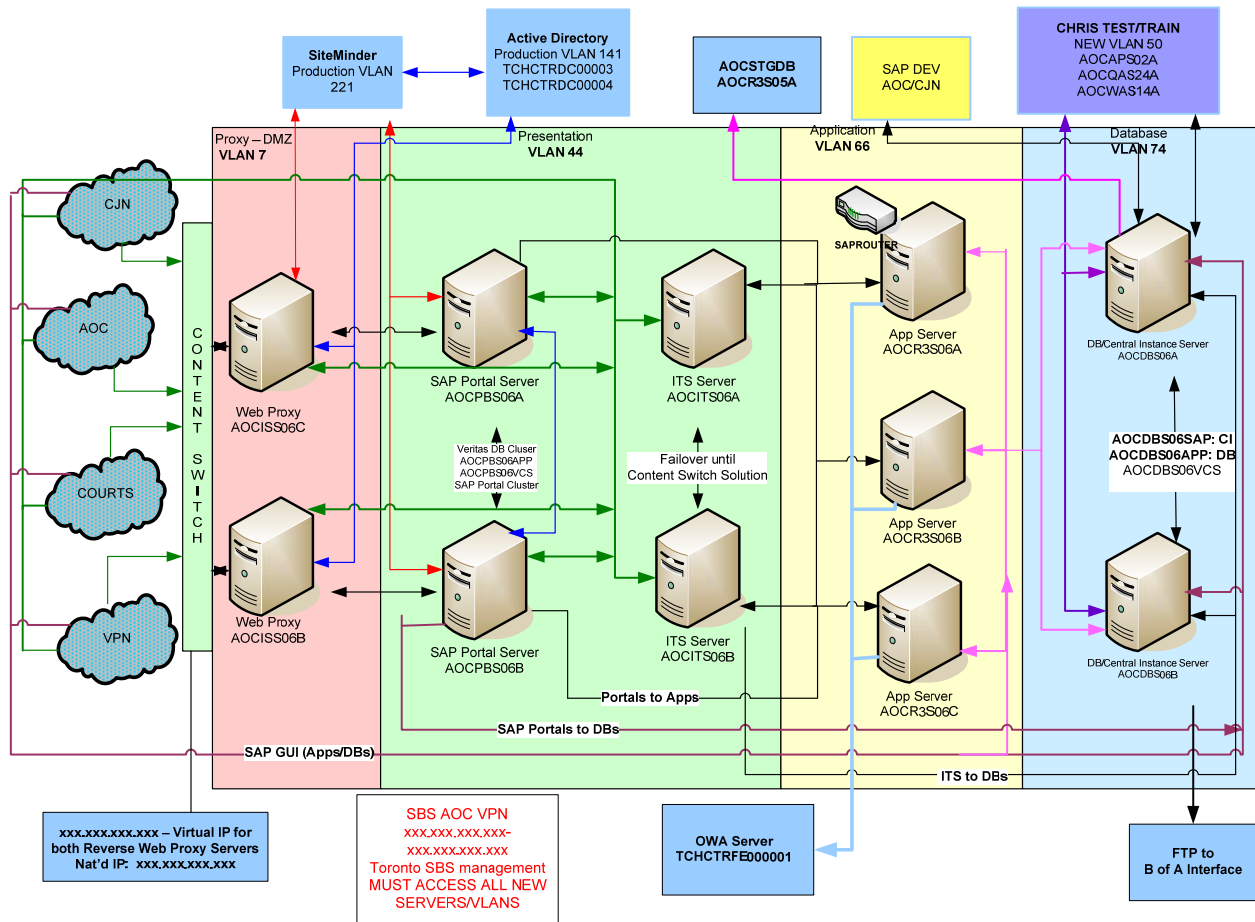 SiteMinder
Production VLAN
221
Active Directory
Production VLAN 141
TCHCTRDC00003
TCHCTRDC00004
AOCSTGDB
AOCR3S05A
SAP DEV
AOC/CJN
CHRIS TEST/TRAIN
NEW VLAN 50
AOCAPS02A
AOCQAS24A
AOCWAS14A
Proxy – DMZ
VLAN 7
Presentation
VLAN 44
Application
VLAN 66
Database
VLAN 74
CJN
AOC
COURTS
VPN
CONTENT SWITCH
SAPROUTER
Web Proxy
AOCISS06C
SAP Portal Server
AOCPBS06A
ITS Server
AOCITS06A
App Server
AOCR3S06A
DB/Central Instance Server
AOCDBS06A
Veritas DB Cluser
AOCPBS06APP
AOCPBS06VCS
SAP Portal Cluster
Failover until
Content Switch Solution
App Server
AOCR3S06B
AOCDBS06SAP: CI
AOCDBS06APP: DB
AOCDBS06VCS
Web Proxy
AOCISS06B
SAP Portal Server
AOCPBS06B
ITS Server
AOCITS06B
App Server
AOCR3S06C
DB/Central Instance Server
AOCDBS06B
Portals to Apps
SAP Portals to DBs
SAP GUI (Apps/DBs)
ITS to DBs
xxx.xxx.xxx.xxx – Virtual IP for
both Reverse Web Proxy Servers
Nat'd IP: xxx.xxx.xxx.xxx
SBS AOC VPN
xxx.xxx.xxx.xxx-
xxx.xxx.xxx.xxx
Toronto SBS management
MUST ACCESS ALL NEW
SERVERS/VLANS
OWA Server
TCHCTRFE000001
FTP to
B of A Interface